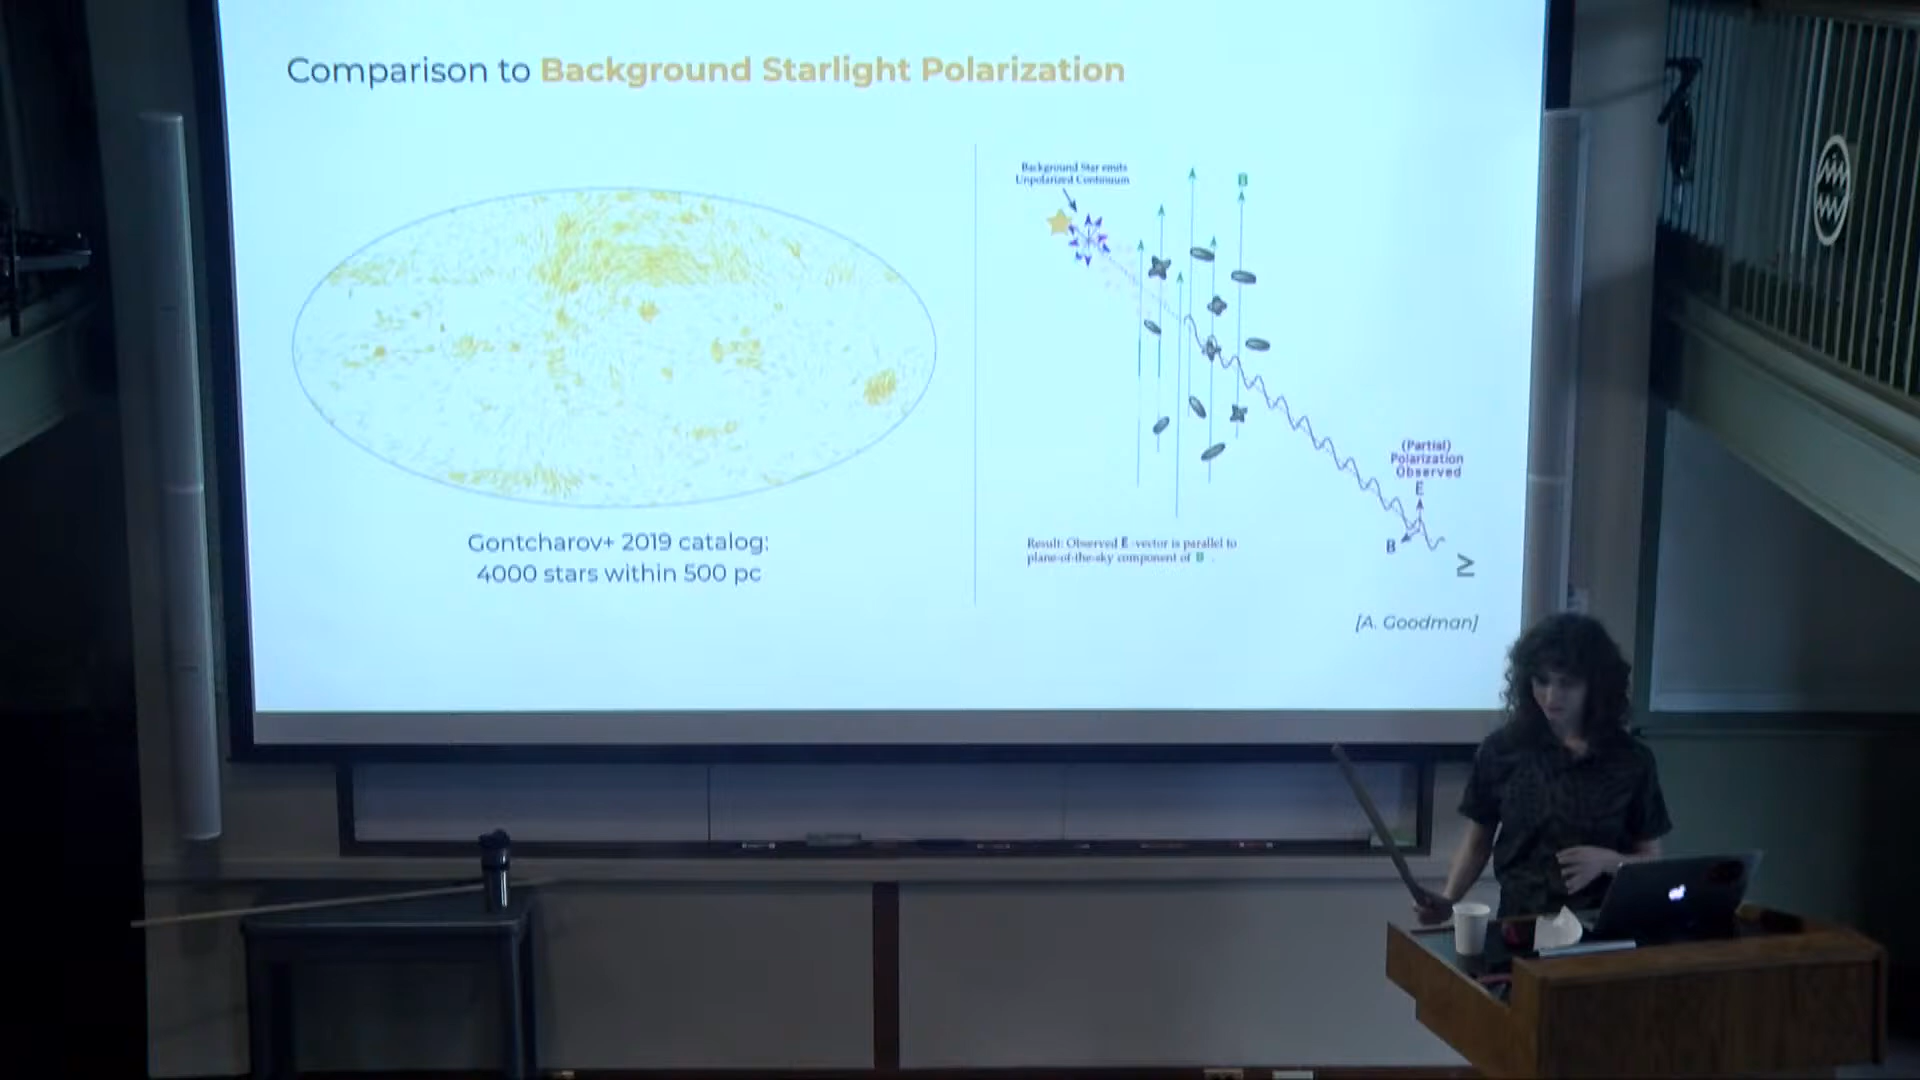 Comparison to Background Starlight Polarization
Gontcharov+ 2019 catalog:
4000 stars within 500 pc
Background Star emits
Unpolarized Continuum
B
(Partial)
Polarization
Observed
E
B
≥
Result: Observed E-vector is parallel to
plane-of-the-sky component of B .
[A. Goodman]